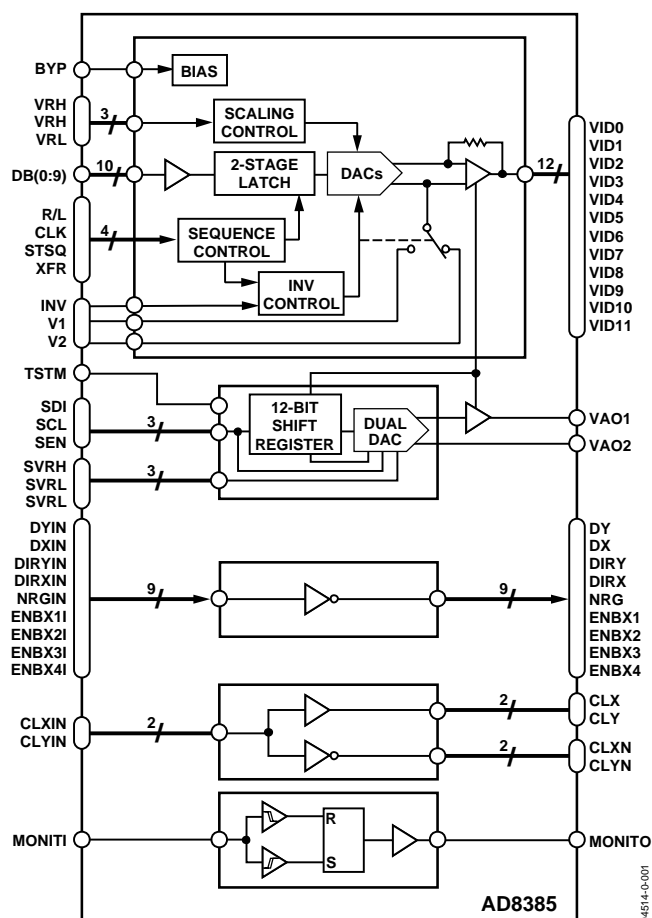 BYP
BIAS
VRH
VRH
VRL
3
SCALING
CONTROL
DB(0:9)
10
2-STAGE
LATCH
DACs
12
VID0
VID1
VID2
VID3
VID4
VID5
VID6
VID7
VID8
VID9
VID10
VID11
R/L
CLK
STSQ
XFR
4
SEQUENCE
CONTROL
INV
CONTROL
INV
V1
V2
TSTM
SDI
SCL
SEN
3
12-BIT
SHIFT
REGISTER
DUAL
DAC
VAO1
VAO2
SVRH
SVRL
SVRL
3
DYIN
DXIN
DIRYIN
DIRXIN
NRGIN
ENBX1I
ENBX2I
ENBX3I
ENBX4I
9
9
DY
DX
DIRY
DIRX
NRG
ENBX1
ENBX2
ENBX3
ENBX4
CLXIN
CLYIN
2
2
CLX
CLY
2
CLXN
CLYN
MONITI
R
S
MONITO
AD8385
04514-0-001